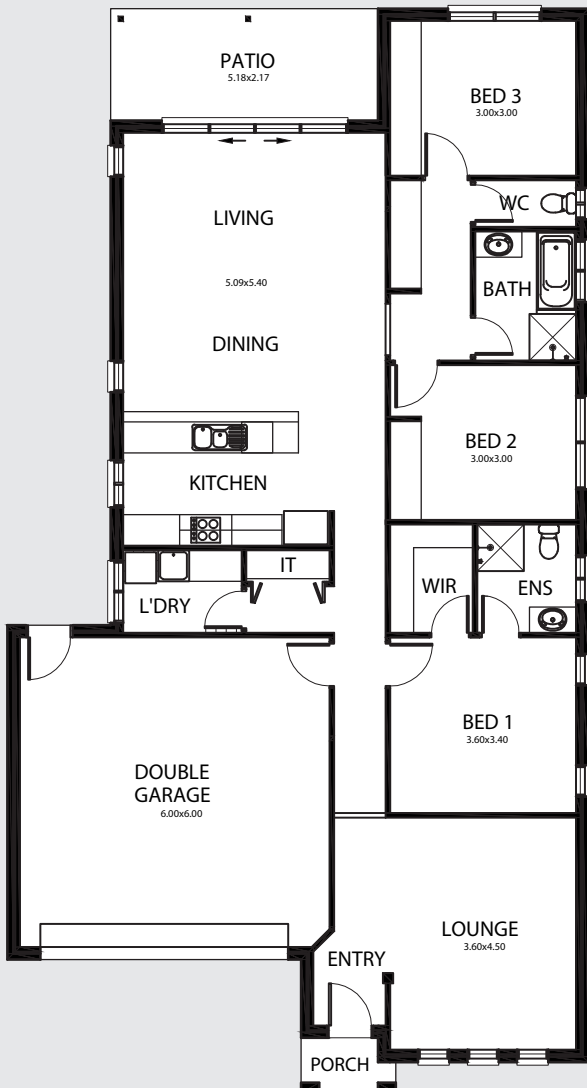 PATIO
5.18x2.17
BED 3
3.00x3.00
WC
LIVING
5.09x5.40
BATH
DINING
BED 2
3.00x3.00
KITCHEN
IT
WIR
ENS
L'DRY
BED 1
3.60x3.40
DOUBLE
GARAGE
6.00x6.00
LOUNGE
3.60x4.50
ENTRY
PORCH